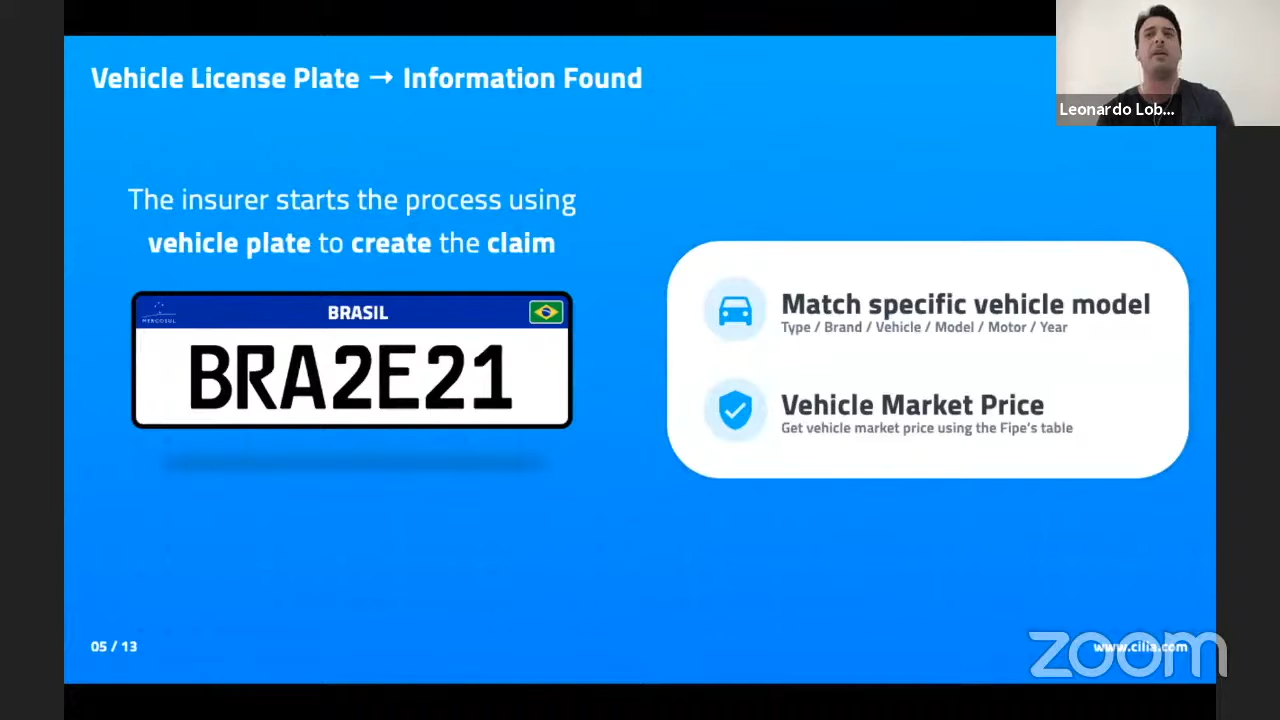 Vehicle License Plate → Information Found
Leonardo Lob...
The insurer starts the process using
vehicle plate to create the claim
MERCOSUL
BRASIL
BRA2E21
Match specific vehicle model
Type / Brand / Vehicle / Model / Motor / Year
Vehicle Market Price
Get vehicle market price using the Fipe's table
05 / 13
www.cilia.com
zoom